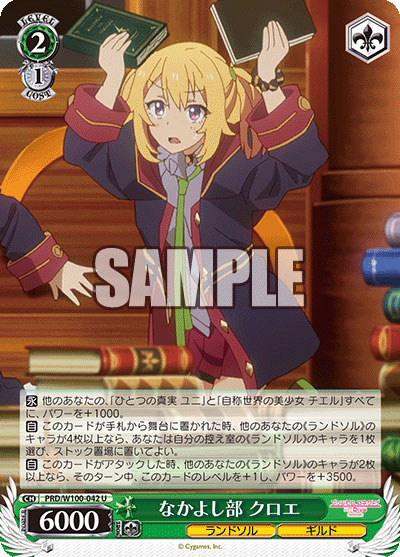 LEVEL
2
1
COST
SAMPLE
永 他のあなたの、「ひとつの真実 ユニ」と「自称世界の美少女 チエル」すべて
に、パワーを+1000。
自 このカードが手札から舞台に置かれた時、他のあなたの《ランドソル》
のキャラが4枚以上なら、あなたは自分の控え室の《ランドソル》のキャラを1枚
選び、ストック置場に置いてよい。
自 このカードがアタックした時、他のあなたの《ランドソル》のキャラが2枚
以上なら、そのターン中、このカードのレベルを+1し、パワーを+3500。
CH PRD/W100-042 U
6000
なかよし部 クロエ
ランドソル ギルド
© Cygames, Inc.